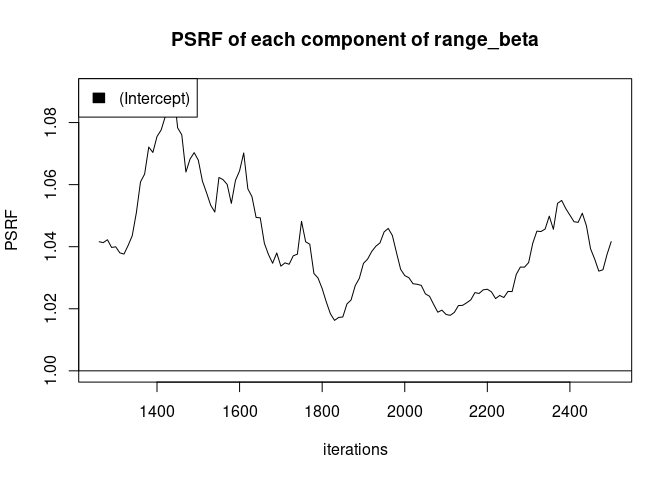 PSRF of each component of range_beta
(Intercept)
PSRF
1.08
1.06
1.04
1.02
1.00
1400 1600 1800 2000 2200 2400
iterations